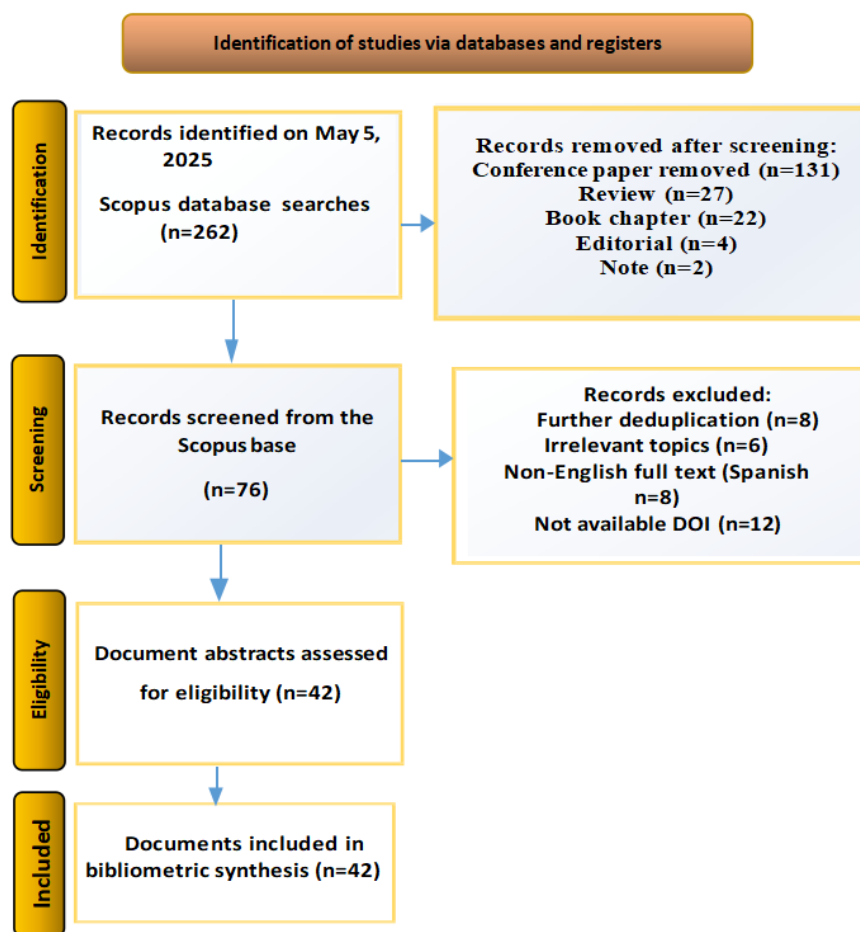 Identification of studies via databases and registers
Identification
Records identified on May 5,
2025
Scopus database searches
(n=262)
Records removed after screening:
Conference paper removed (n=131)
Review (n=27)
Book chapter (n=22)
Editorial (n=4)
Note (n=2)
Screening
Records screened from the
Scopus base
(n=76)
Records excluded:
Further deduplication (n=8)
Irrelevant topics (n=6)
Non-English full text (Spanish
n=8)
Not available DOI (n=12)
Eligibility
Document abstracts assessed
for eligibility (n=42)
Included
Documents included in
bibliometric synthesis (n=42)